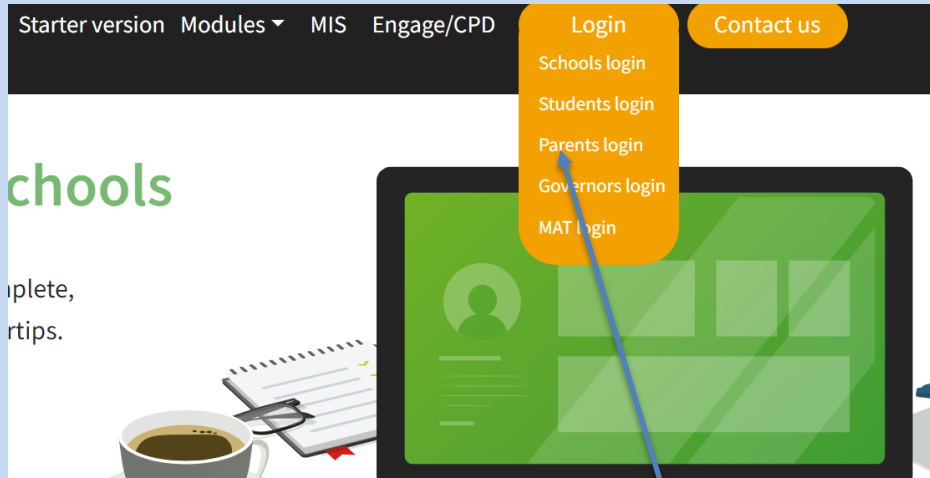 Starter version Modules MIS Engage/CPD Login Contact us
Schools login
Students login
Parents login
Governors login
MAT login
chools
plete,
rtips.